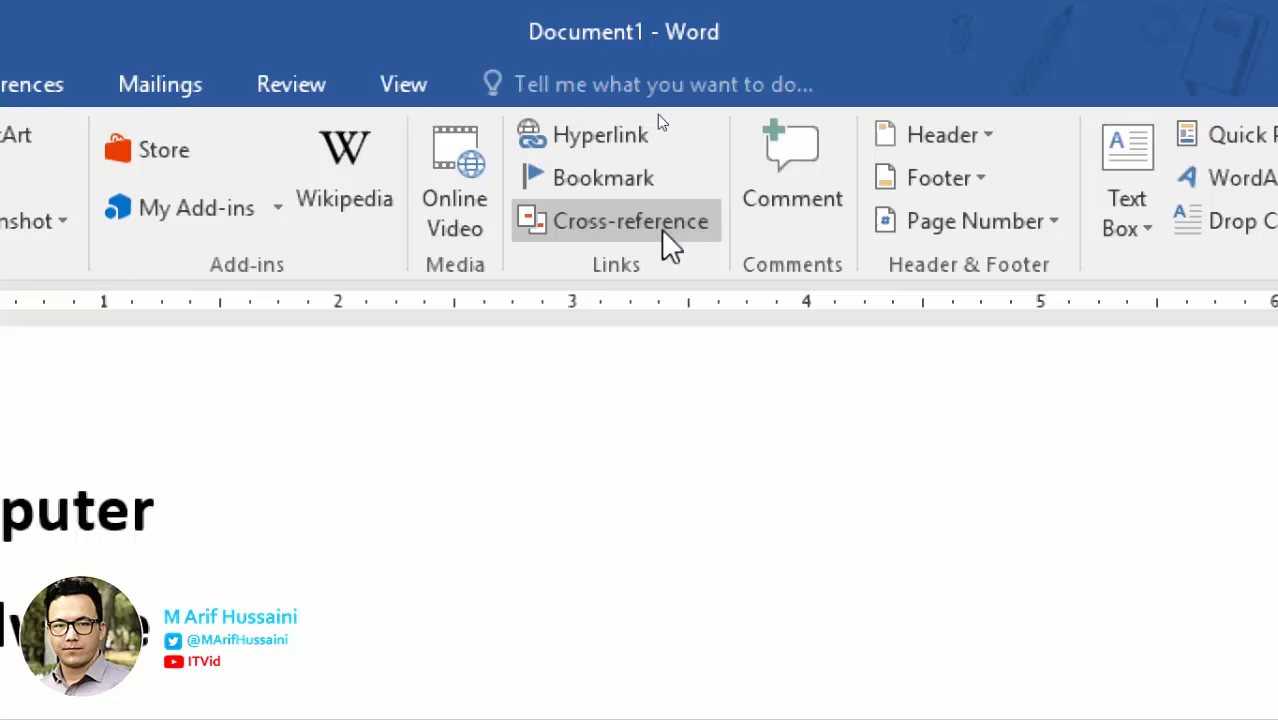 Document1 - Word
rences Mailings Review View Tell me what you want to do...
Art Store Wikipedia Online Video Hyperlink Comment Header Text Box Quick
My Add-ins Bookmark Footer WordA
nshot Cross-reference Page Number Drop C
Add-ins Media Links Comments Header & Footer
1 2 3 4 5 6
puter
M Arif Hussaini
@MArifHussaini
ITVid